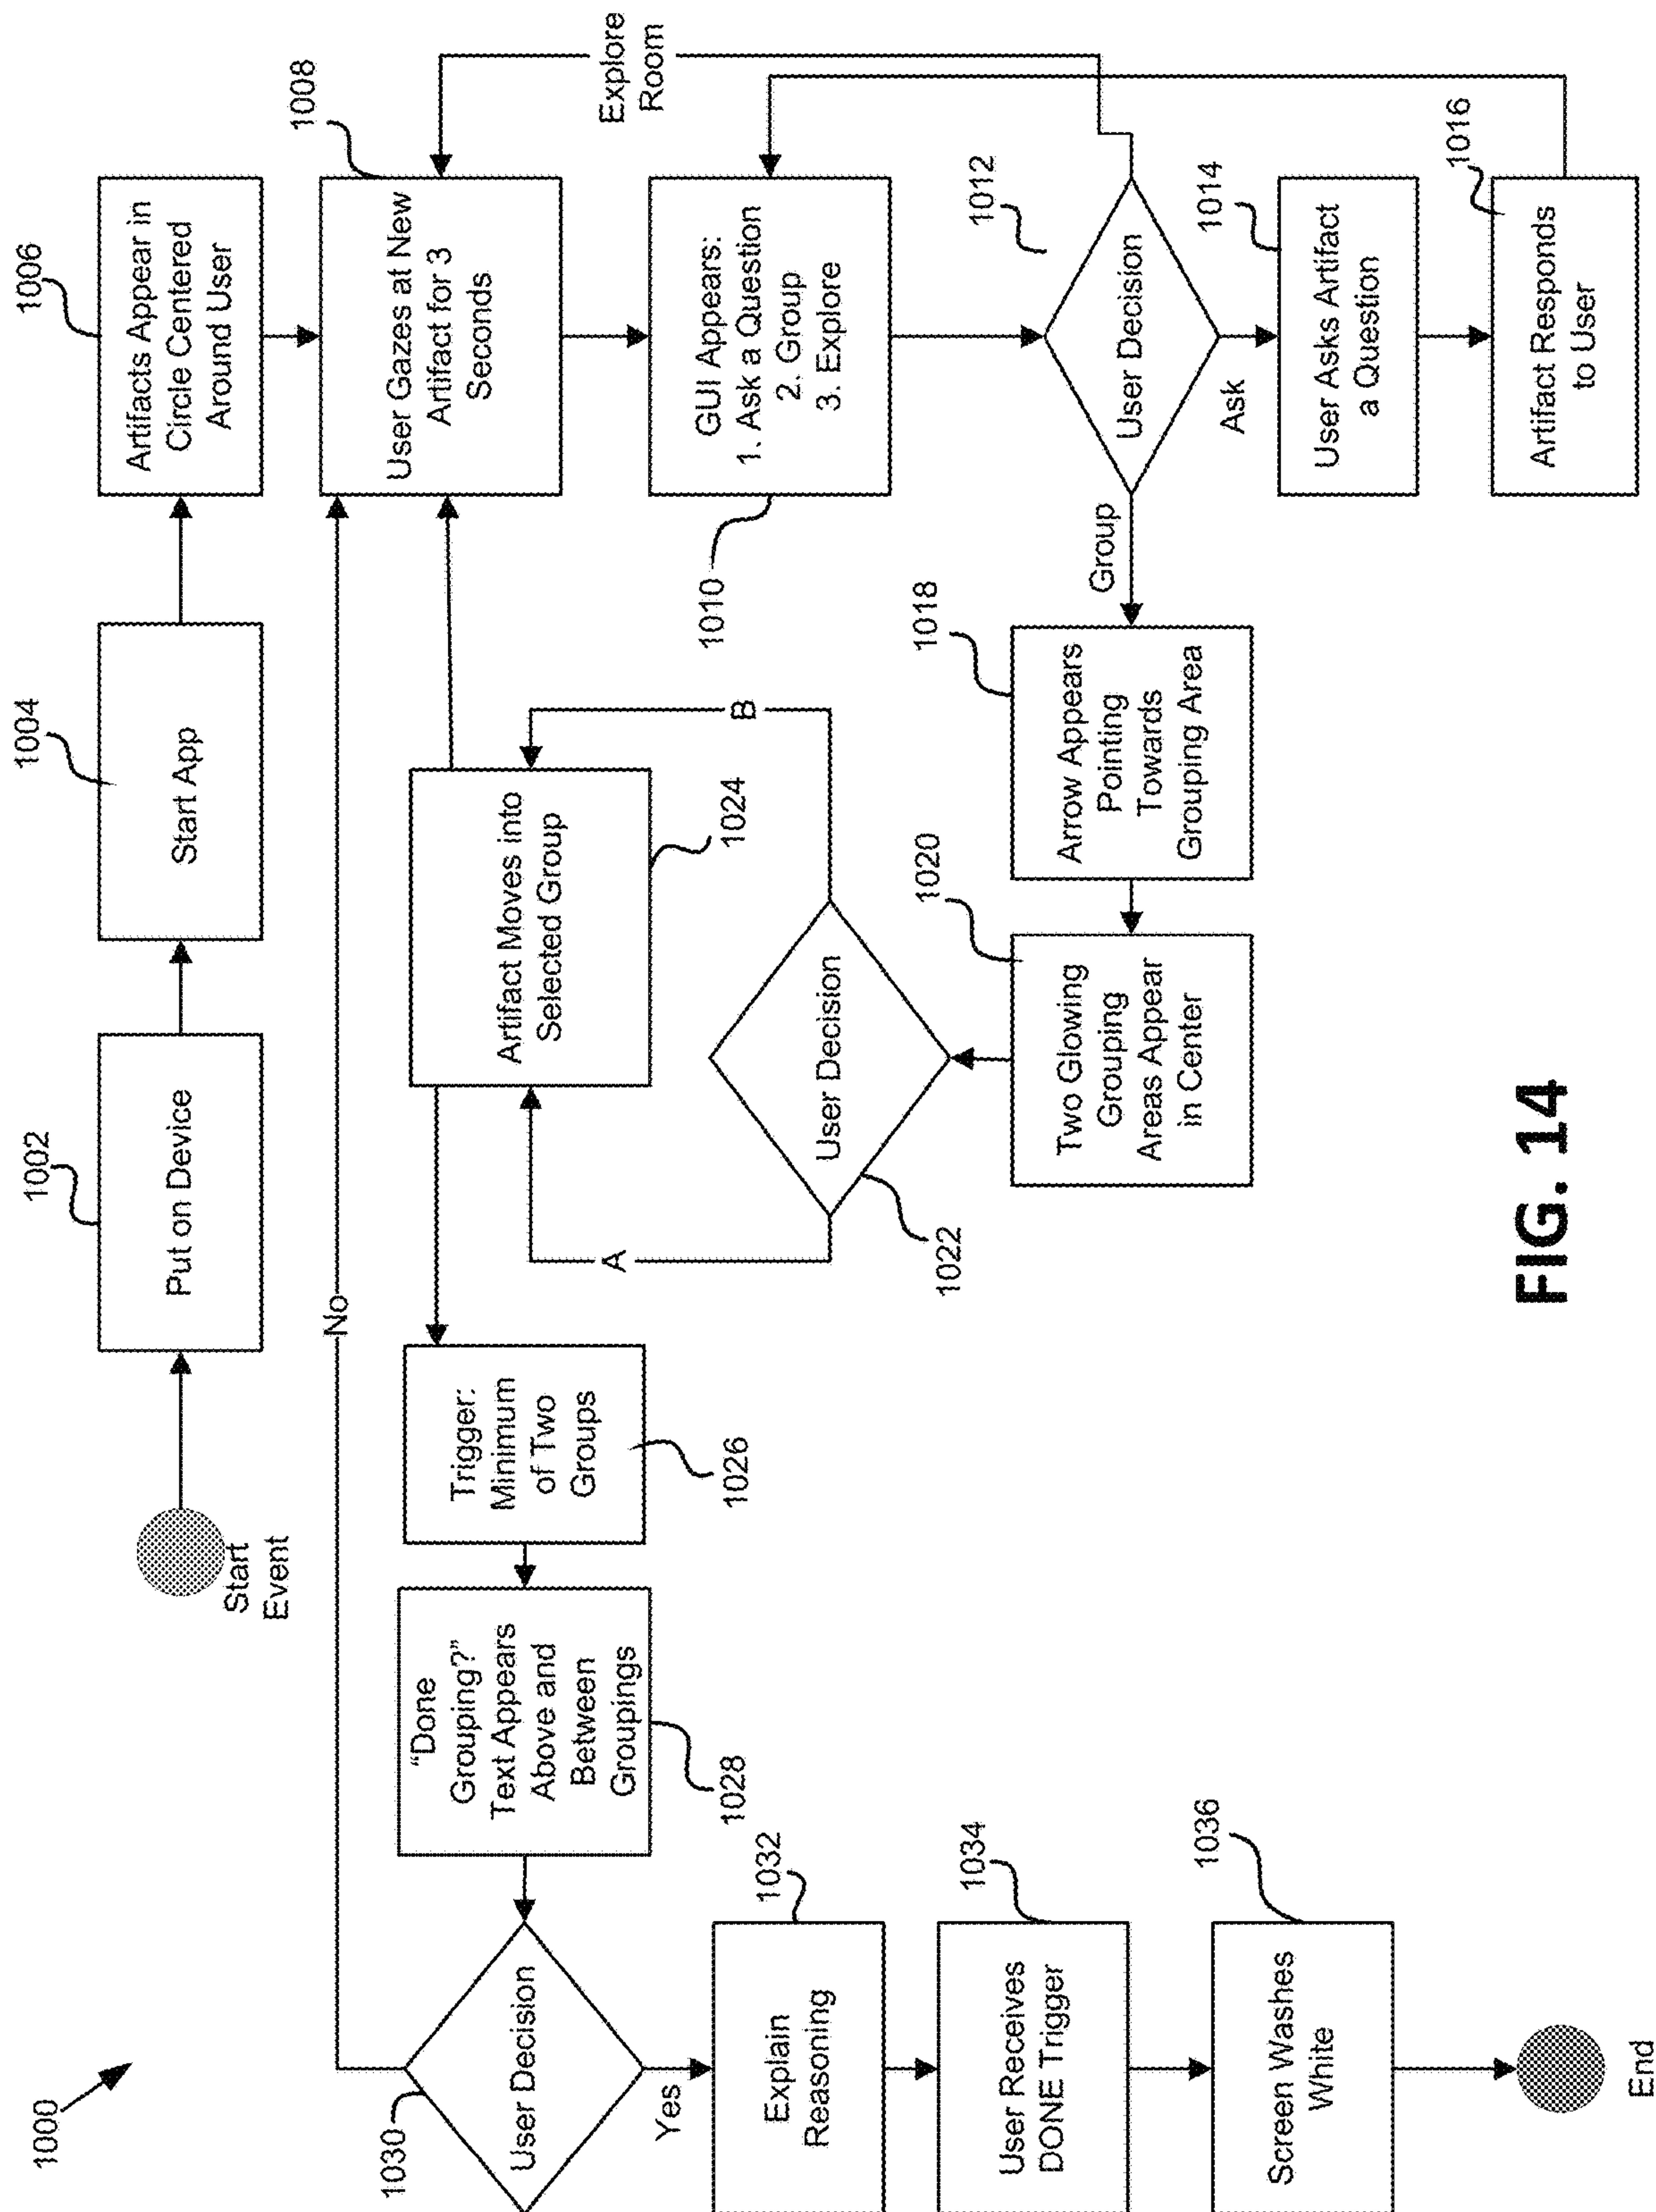 1000
Start
Event
1002
Put on Device
1004
Start App
1006
Artifacts Appear in
Circle Centered
Around User
1008
User Gazes at New
Artifact for 3
Seconds
Explore
Room
1010
GUI Appears:
1. Ask a Question
2. Group
3. Explore
1012
User Decision
Ask
1014
User Asks Artifact
a Question
1016
Artifact Responds
to User
Group
1018
Arrow Appears
Pointing
Towards
Grouping Area
1020
Two Glowing
Grouping
Areas Appear
in Center
1022
User Decision
A
B
1024
Artifact Moves into
Selected Group
1026
Trigger:
Minimum
of Two
Groups
1028
“Done
Grouping?”
Text Appears
Above and
Between
Groupings
1030
User Decision
No
Yes
1032
Explain
Reasoning
1034
User Receives
DONE Trigger
1036
Screen Washes
White
End
FIG. 14